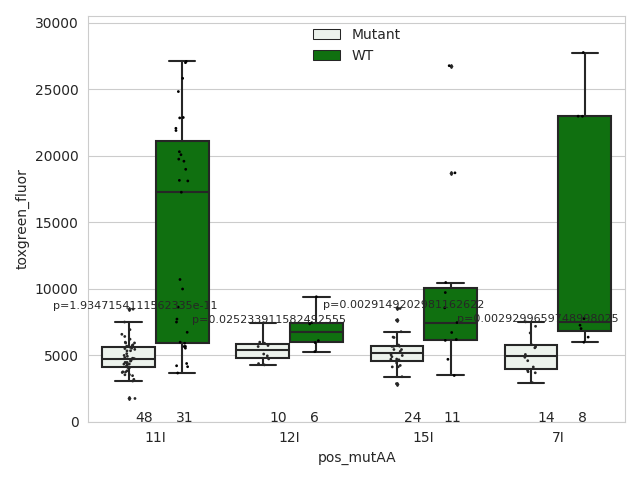 30000
25000
20000
15000
10000
5000
0
toxgreen_fluor
Mutant
WT
p=1.9347154111562335e-11
p=0.025233911582492555
p=0.0029149202981162622
p=0.0029299659748998025
48 31 10 6 24 11 14 8
11I 12I 15I 7I
pos_mutAA